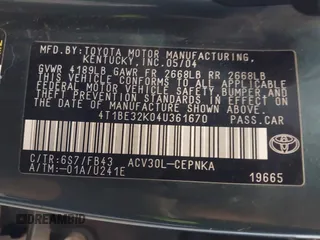 MFD.BY:TOYOTA MOTOR MANUFACTURING,
KENTUCKY,INC.05/04
GVWR 4189LB GAWR FR 2668LB RR 2668LB
THIS VEHICLE CONFORMS TO ALL APPLICABLE
FEDERAL MOTOR VEHICLE SAFETY, BUMPER, AND
THEFT PREVENTION STANDARDS IN EFFECT ON
THE DATE OF MANUFACTURE SHOWN ABOVE.
4T1BE32K04U361670 PASS.CAR
C/TR:6S7/FB43 ACV30L-CEPNKA
A/TM:-01A/U241E
TOYOTA
19665
DREAMBID